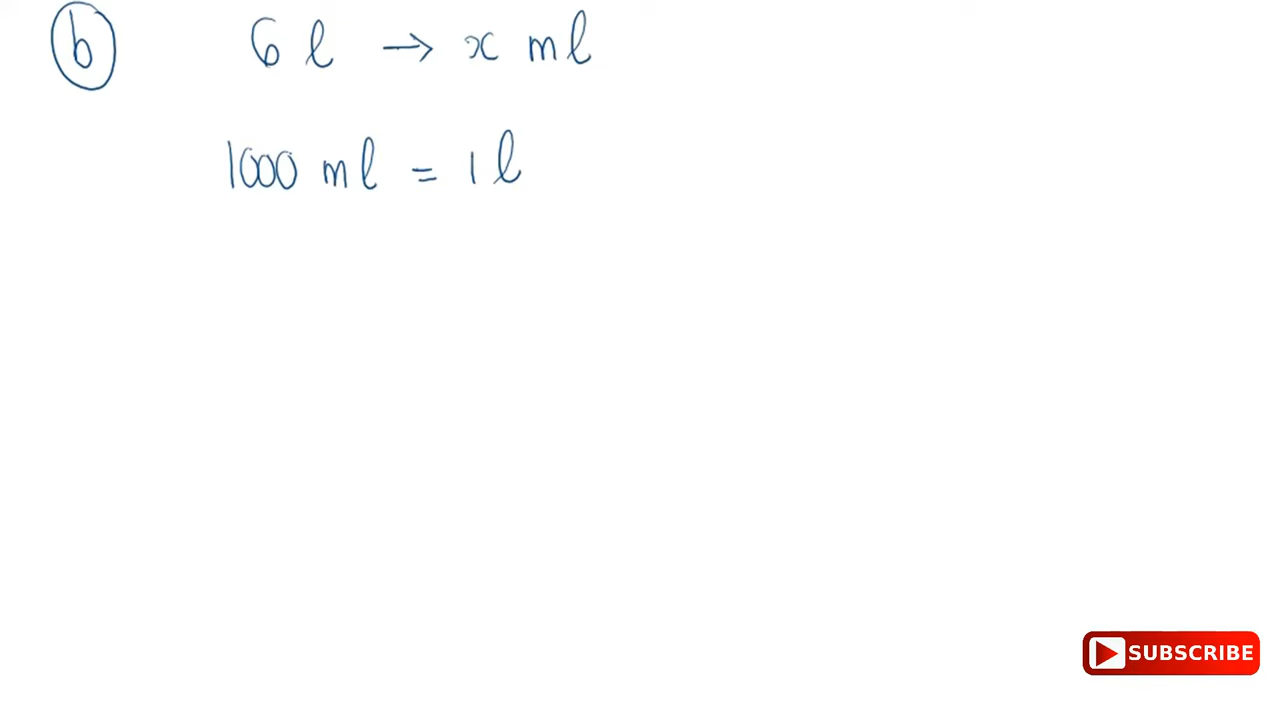 b 6 l → x ml
1000 ml = 1 l
SUBSCRIBE